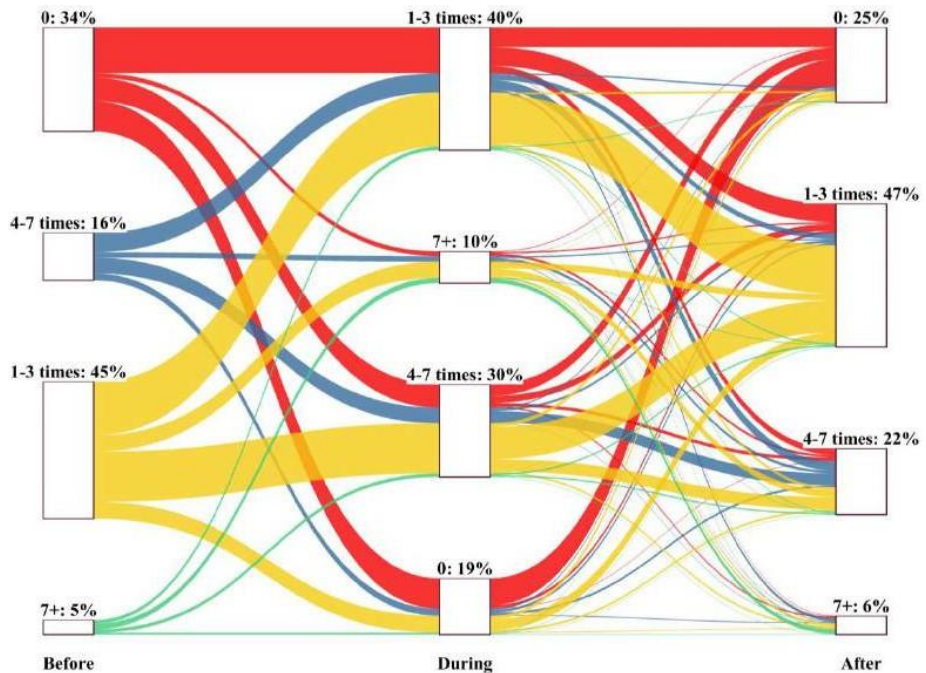 0: 34%
1-3 times: 40%
0: 25%
1-3 times: 47%
4-7 times: 16%
7+: 10%
1-3 times: 45%
4-7 times: 30%
4-7 times: 22%
0: 19%
7+: 5%
7+: 6%
Before
During
After